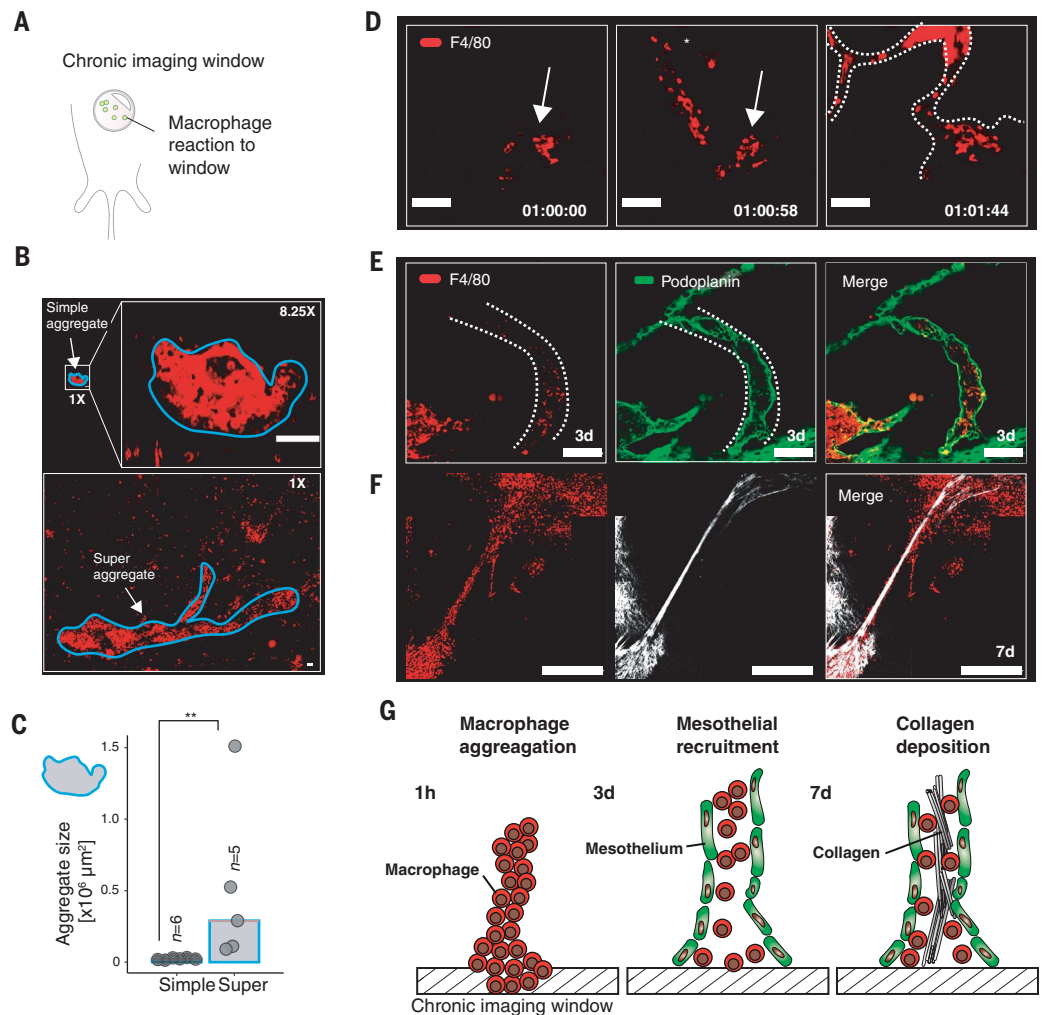 A
Chronic imaging window
Macrophage
reaction to
window
B
Simple
aggregate
1X
8.25X
1X
Super
aggregate
C
**
Aggregate size
[x10⁶ µm²]
1.5
1.0
0.5
0
n=6
n=5
Simple Super
D
F4/80
*
01:00:00
01:00:58
01:01:44
E
F4/80
Podoplanin
Merge
3d
3d
3d
F
Merge
7d
G
Macrophage
aggreagation
Mesothelial
recruitment
Collagen
deposition
1h
3d
7d
Macrophage
Mesothelium
Collagen
Chronic imaging window